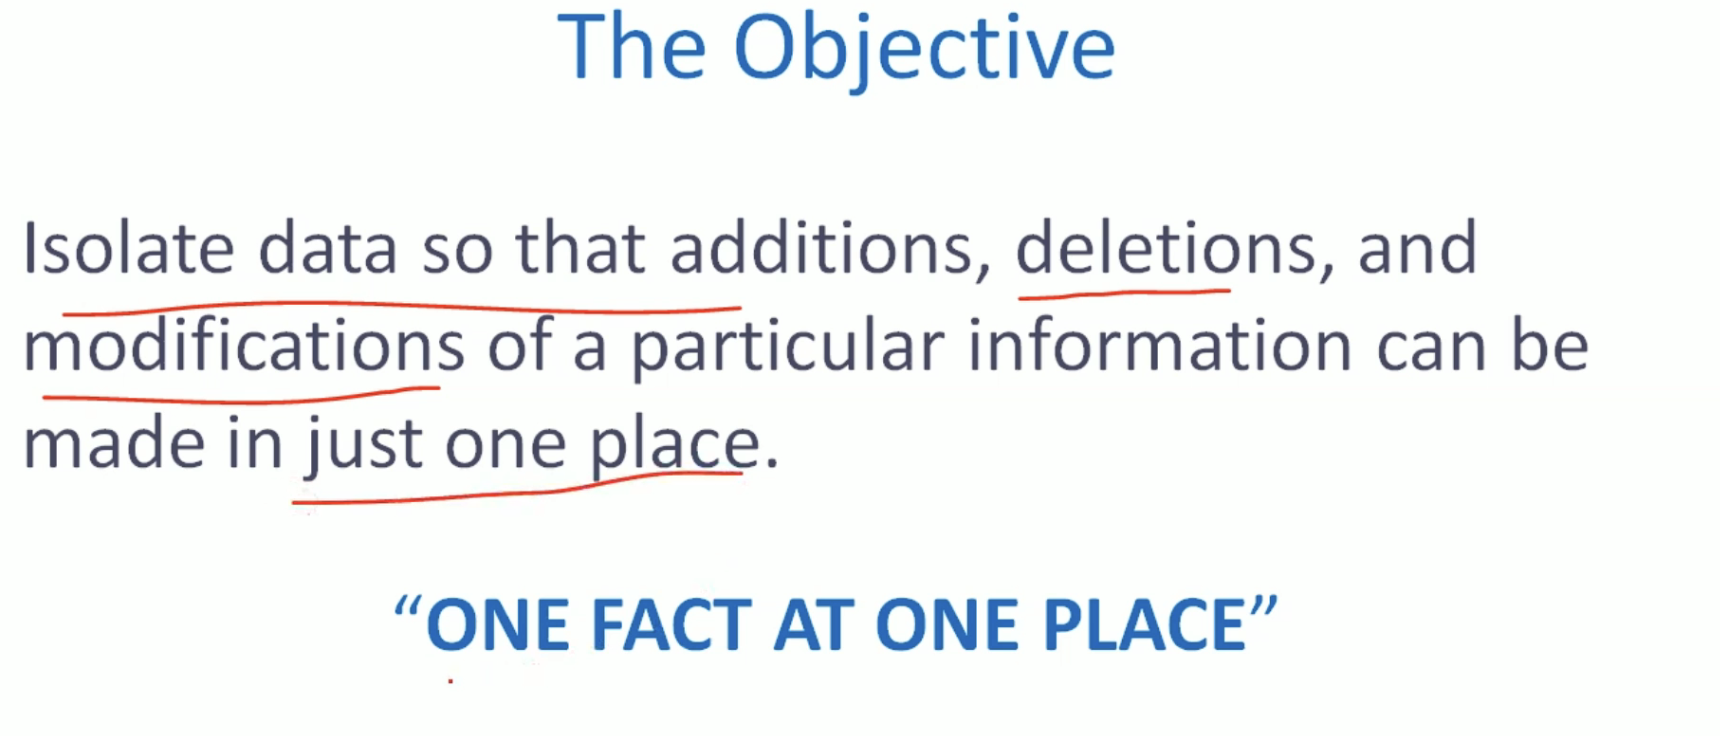 The Objective
Isolate data so that additions, deletions, and
modifications of a particular information can be
made in just one place.
“ONE FACT AT ONE PLACE”